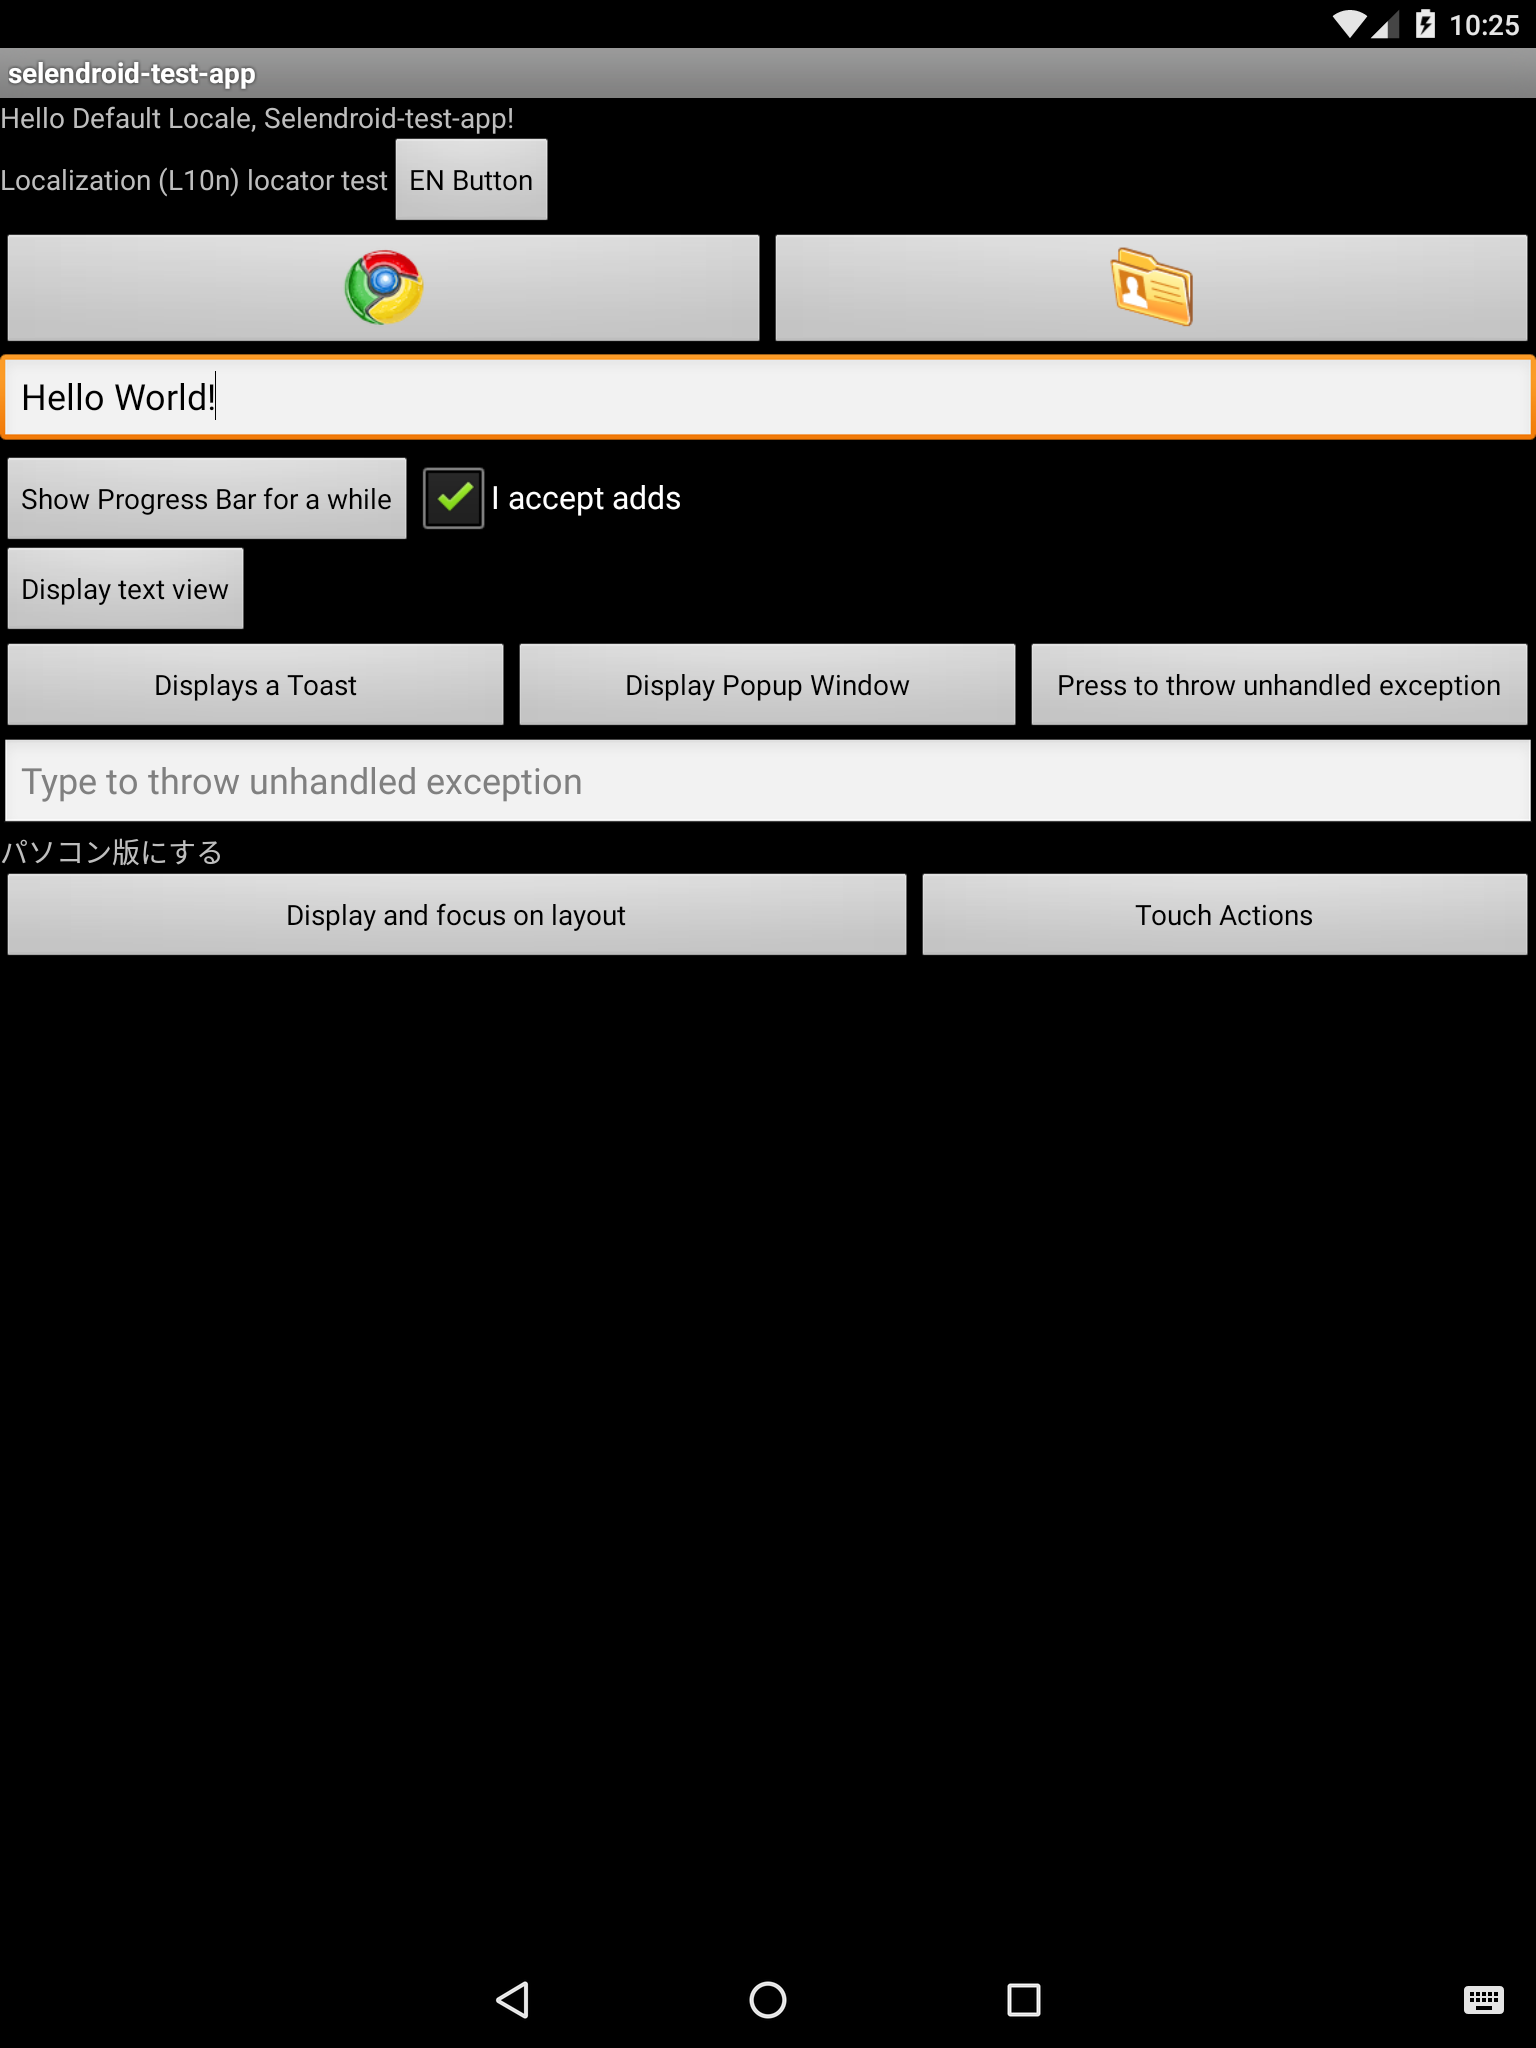 10:25
selendroid-test-app
Hello Default Locale, Selendroid-test-app!
Localization (L10n) locator test EN Button
Hello World!
Show Progress Bar for a while I accept adds
Display text view
Displays a Toast Display Popup Window Press to throw unhandled exception
Type to throw unhandled exception
パソコン版にする
Display and focus on layout Touch Actions